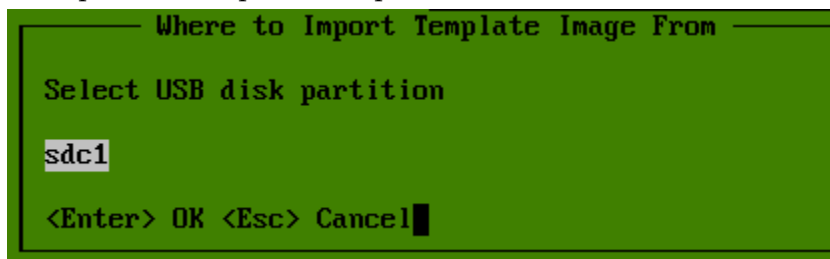 Where to Import Template Image From
Select USB disk partition
sdc1
<Enter> OK <Esc> Cancel